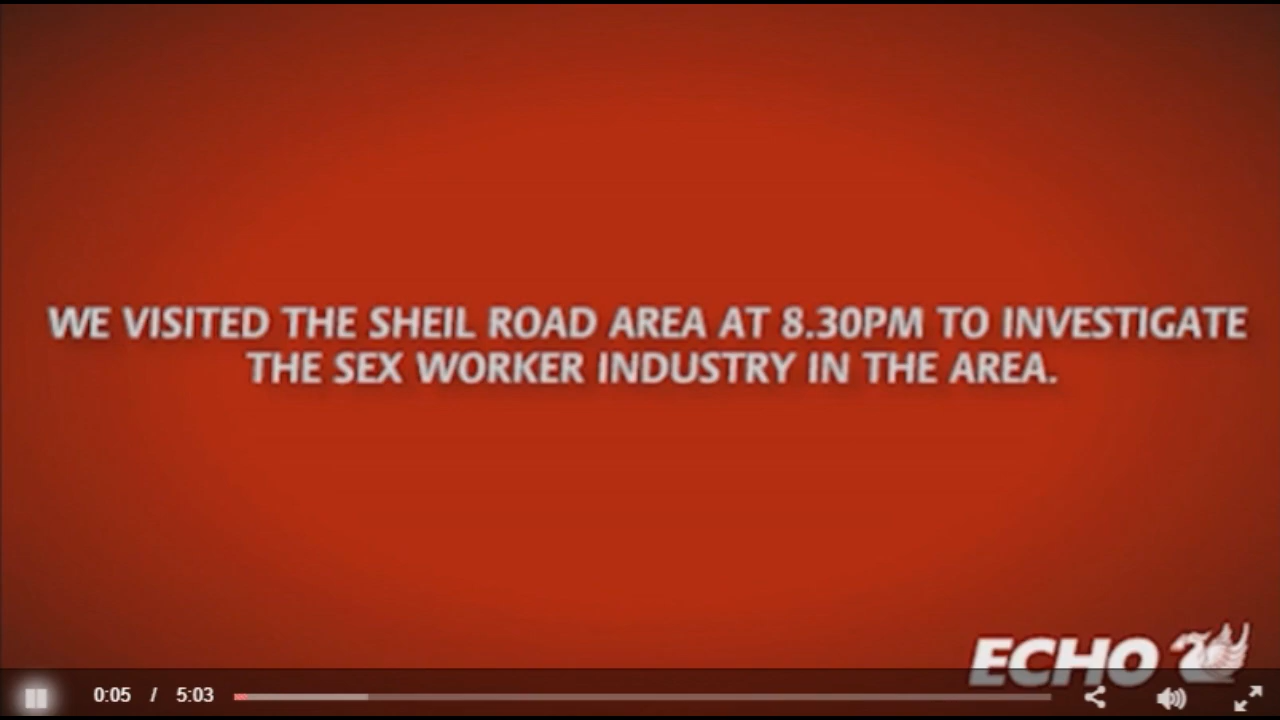 WE VISITED THE SHEIL ROAD AREA AT 8.30PM TO INVESTIGATE
THE SEX WORKER INDUSTRY IN THE AREA.
ECHO
0:05 / 5:03